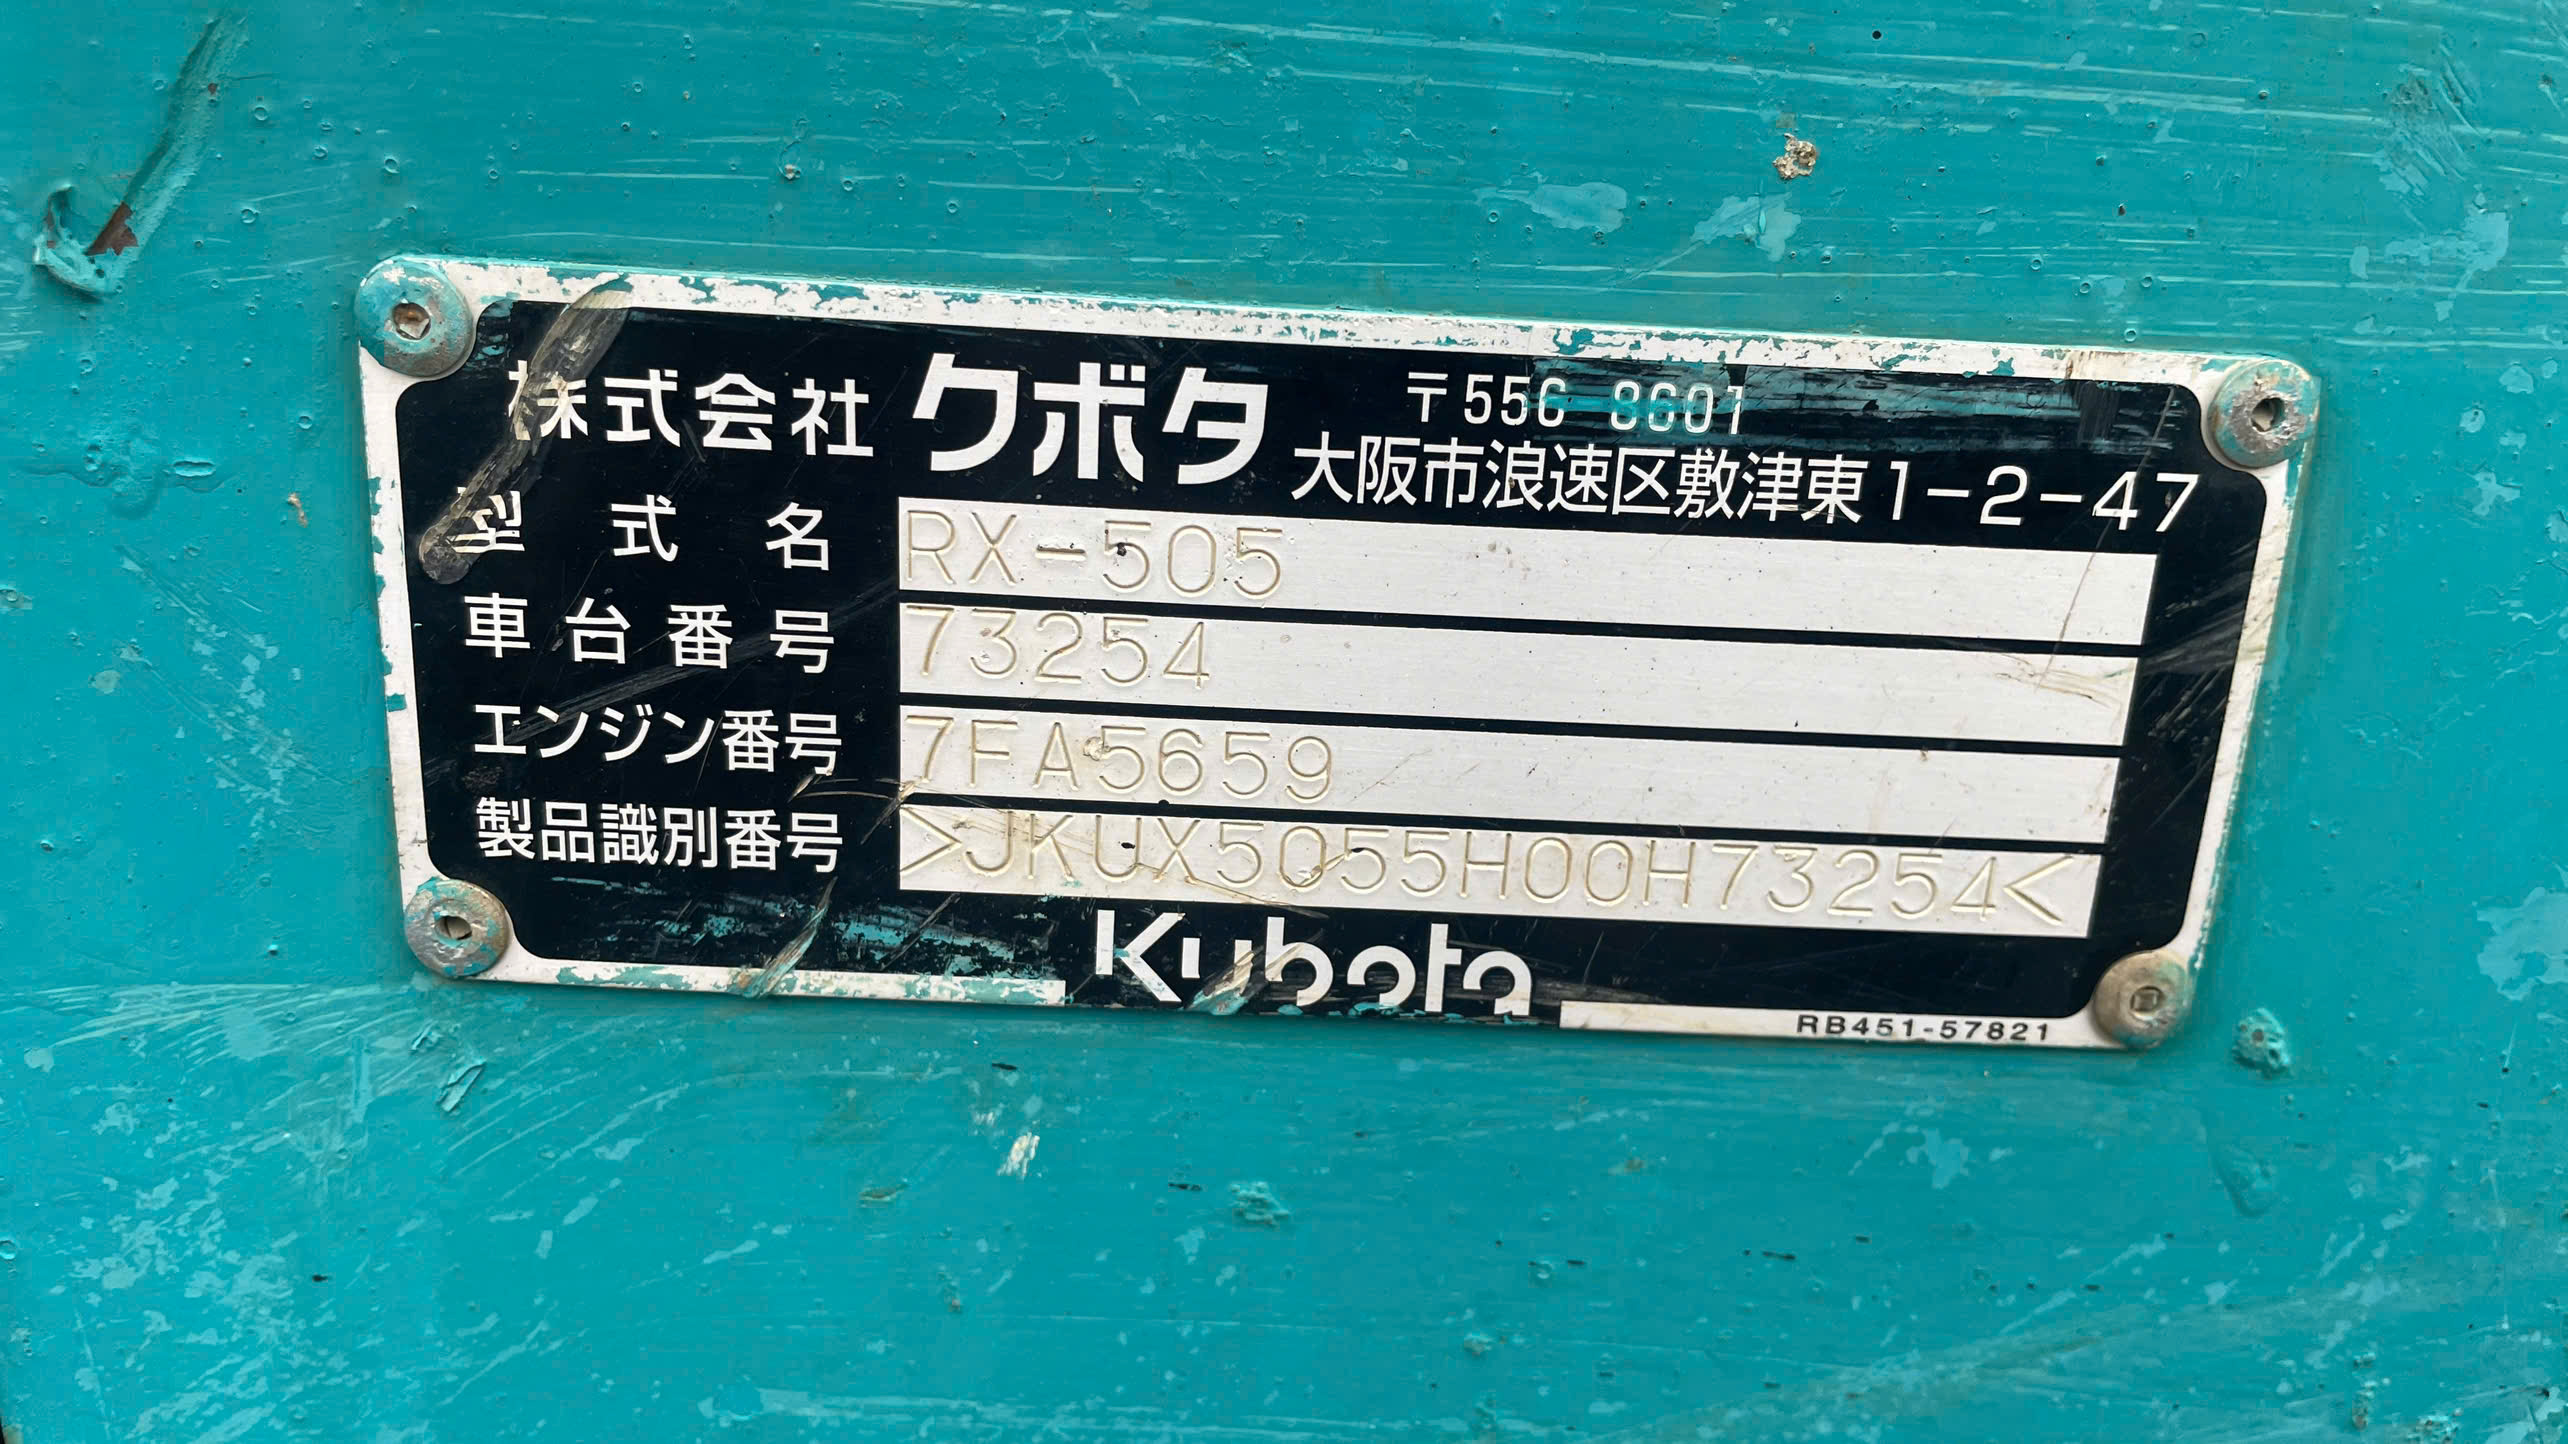 株式会社 クボタ 〒556-8601
大阪市浪速区敷津東1-2-47
型式名 RX-505
車台番号 73254
エンジン番号 7FA5659
製品識別番号 >JKUX5055H00H73254<
Kubota
RB451-57821